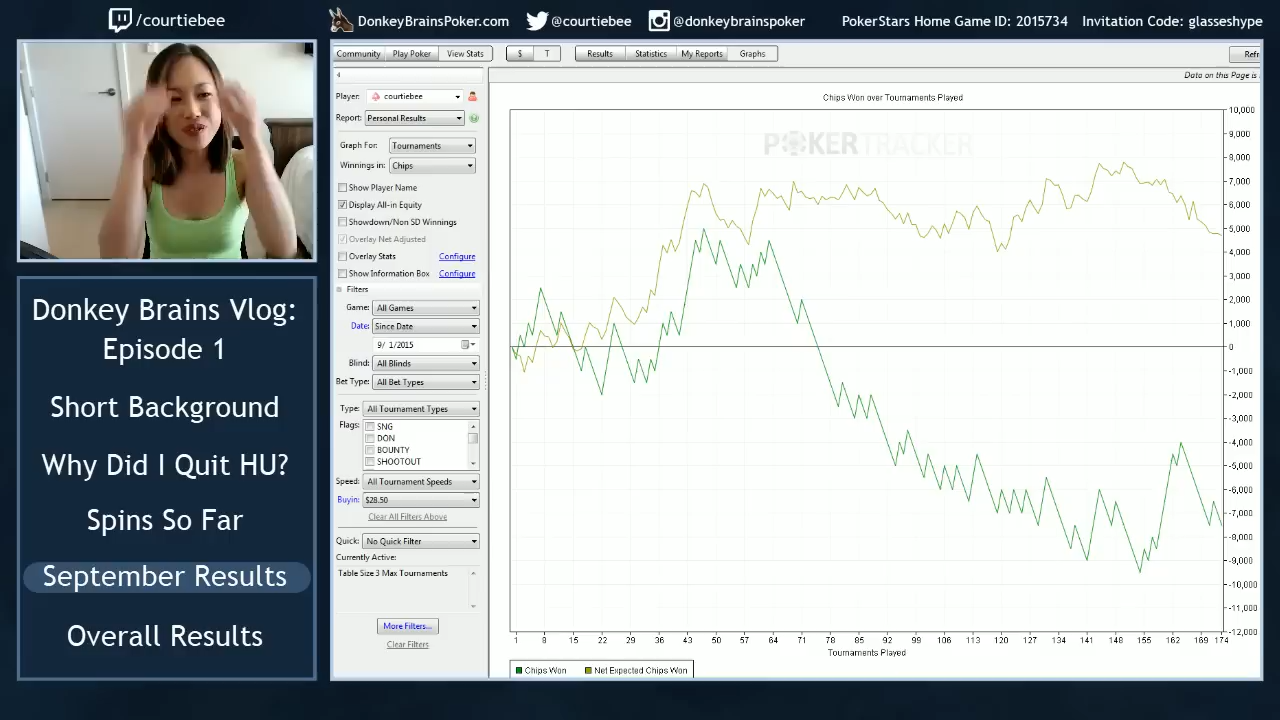 /courtiebee
DonkeyBrainsPoker.com
@courtiebee
@donkeybrainspoker
PokerStars Home Game ID: 2015734
Invitation Code: glasseshype
Donkey Brains Vlog:
Episode 1
Short Background
Why Did I Quit HU?
Spins So Far
September Results
Overall Results
Community Play Poker View Stats $ T Results Statistics My Reports Graphs Refr
Data on this Page is
Player: courtiebee
Report: Personal Results
Graph For: Tournaments
Winnings in: Chips
Show Player Name
Display All-in Equity
Showdown/Non SD Winnings
Overlay Net Adjusted
Overlay Stats Configure
Show Information Box Configure
Filters
Game: All Games
Date: Since Date
9/ 1/2015
Blind: All Blinds
Bet Type: All Bet Types
Type: All Tournament Types
Flags: SNG
DON
BOUNTY
SHOOTOUT
Speed: All Tournament Speeds
Buyin: $28.50
Clear All Filters Above
Quick: No Quick Filter
Currently Active:
Table Size 3 Max Tournaments
More Filters...
Clear Filters
Chips Won over Tournaments Played
POKERTRACKER
10,000
9,000
8,000
7,000
6,000
5,000
4,000
3,000
2,000
1,000
0
-1,000
-2,000
-3,000
-4,000
-5,000
-6,000
-7,000
-8,000
-9,000
-10,000
-11,000
-12,000
1 8 15 22 29 36 43 50 57 64 71 78 85 92 99 106 113 120 127 134 141 148 155 162 169 174
Tournaments Played
Chips Won Net Expected Chips Won